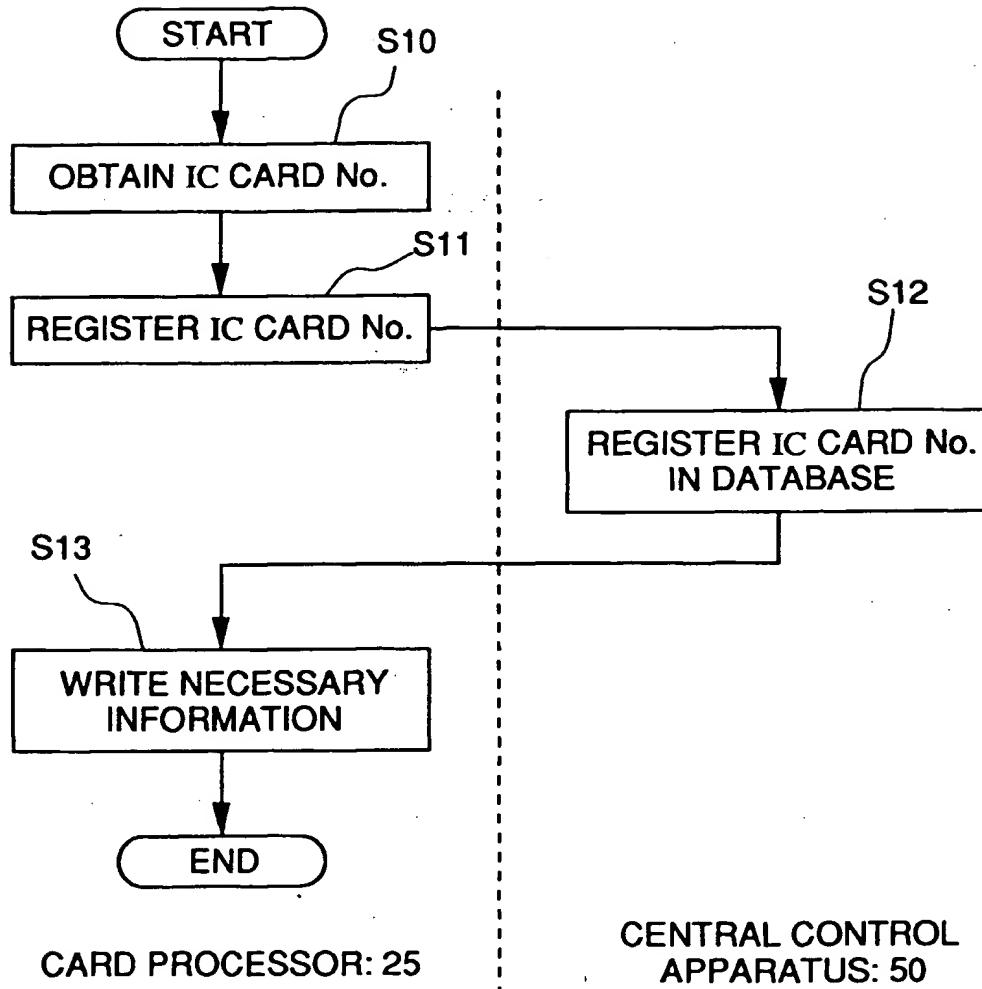 START
S10
OBTAIN IC CARD No.
S11
REGISTER IC CARD No.
S12
REGISTER IC CARD No.
IN DATABASE
S13
WRITE NECESSARY
INFORMATION
END
CARD PROCESSOR: 25
CENTRAL CONTROL
APPARATUS: 50